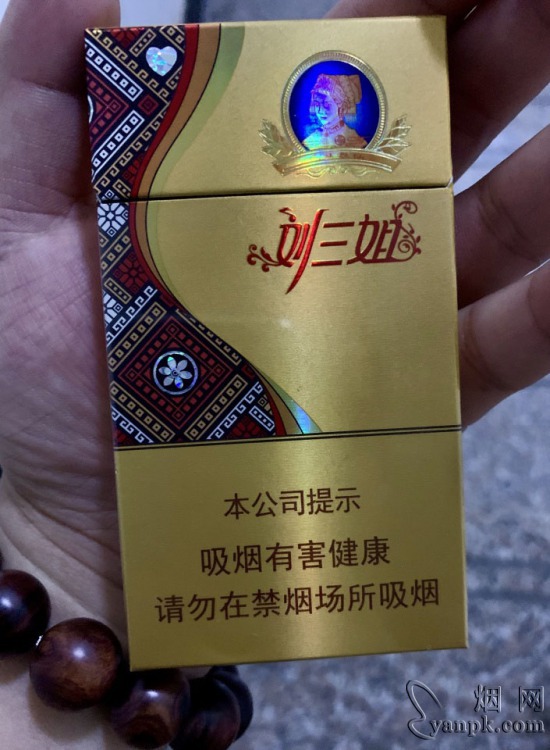 刘三姐
本公司提示
吸烟有害健康
请勿在禁烟场所吸烟
烟网
yanpk.com